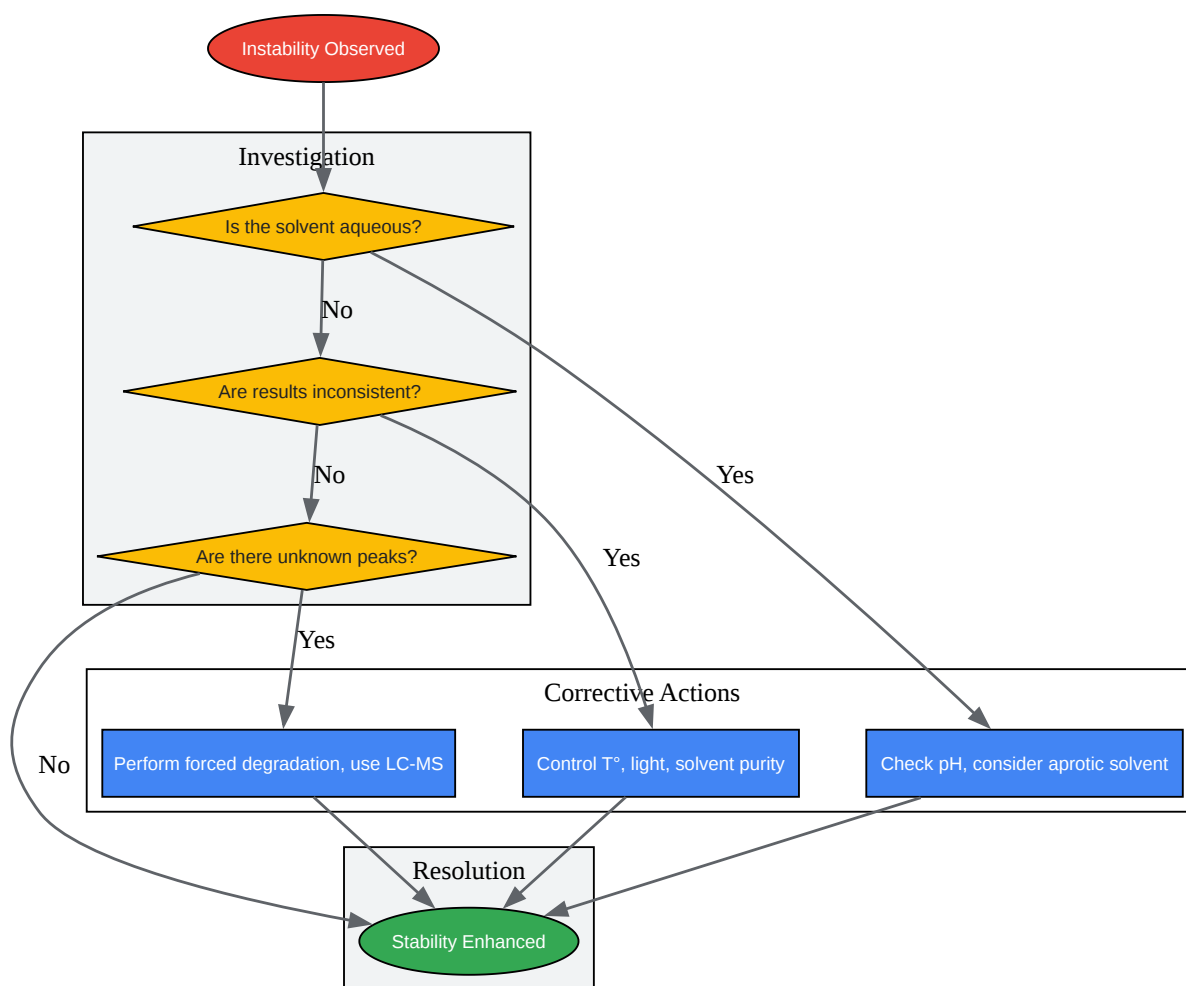 Instability Observed
Investigation
Is the solvent aqueous?
No
Are results inconsistent?
No
Yes
Are there unknown peaks?
Yes
Yes
Corrective Actions
No
Perform forced degradation, use LC-MS
Control T°, light, solvent purity
Check pH, consider aprotic solvent
Resolution
Stability Enhanced